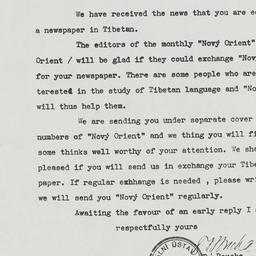 We have received the news that you are e
a newspaper in Tibetan.
The editors of the monthly "Nový Orient"
Orient / will be glad if they could exchange "Nov
for your newspaper. There are some people who are
terested in the study of Tibetan language and "No
will thus help them.
We are sending you under separate cover
numbers of "Nový Orient" and we thing you will fi
some thinks well worthy of your attention. We sha
pleased if you will send us in exchange your Tibe
paper. If regular exmhange is needed , please wri
we will send you "Nový Orient" regularly.
Awaiting the favour of an early reply I
respectfully yours
LNÍ ÚSTAV